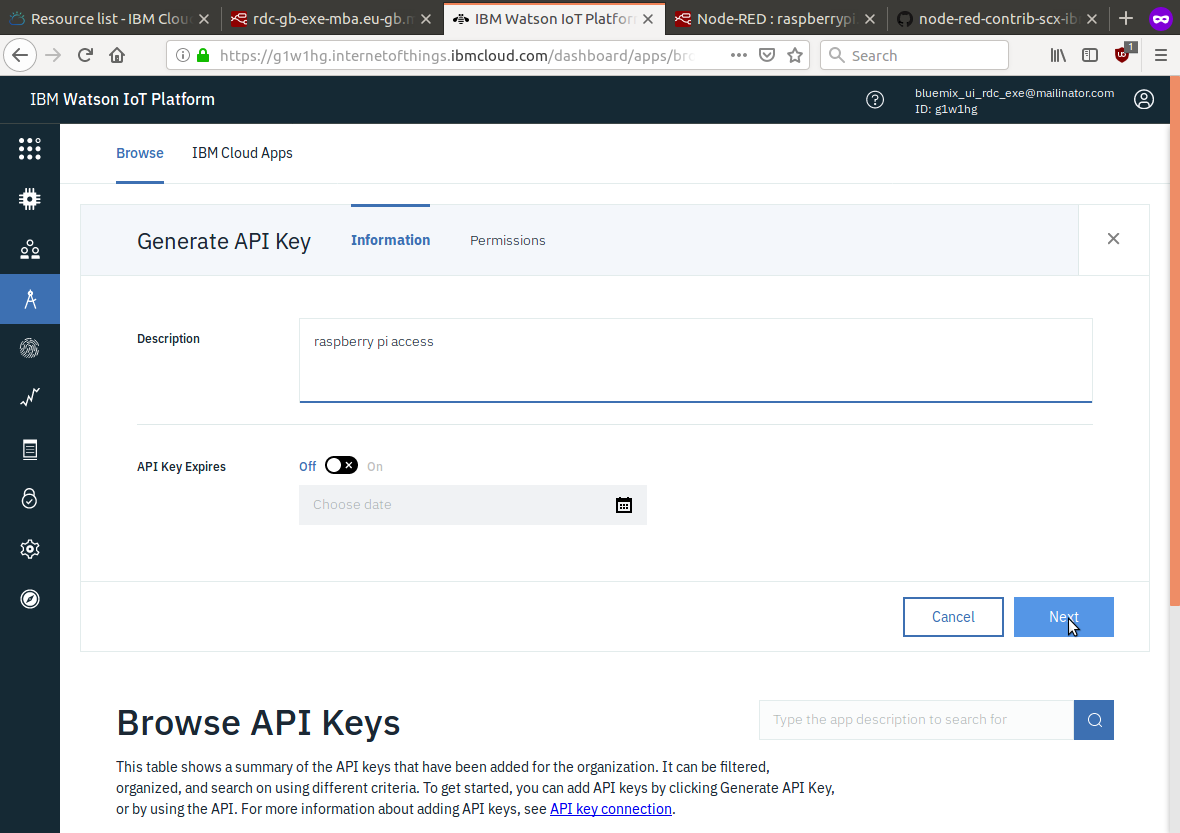 Resource list - IBM Clou
rdc-gb-exe-mba.eu-gb.m
IBM Watson IoT Platfor
Node-RED : raspberrypi
node-red-contrib-scx-ib
https://g1w1hg.internetofthings.ibmcloud.com/dashboard/apps/bro
Search
1
IBM Watson IoT Platform
bluemix_ui_rdc_exe@mailinator.com
ID: g1w1hg
Browse
IBM Cloud Apps
Generate API Key
Information
Permissions
Description
raspberry pi access
API Key Expires
Off
On
Choose date
Cancel
Next
Browse API Keys
Type the app description to search for
This table shows a summary of the API keys that have been added for the organization. It can be filtered,
organized, and search on using different criteria. To get started, you can add API keys by clicking Generate API Key,
or by using the API. For more information about adding API keys, see API key connection.